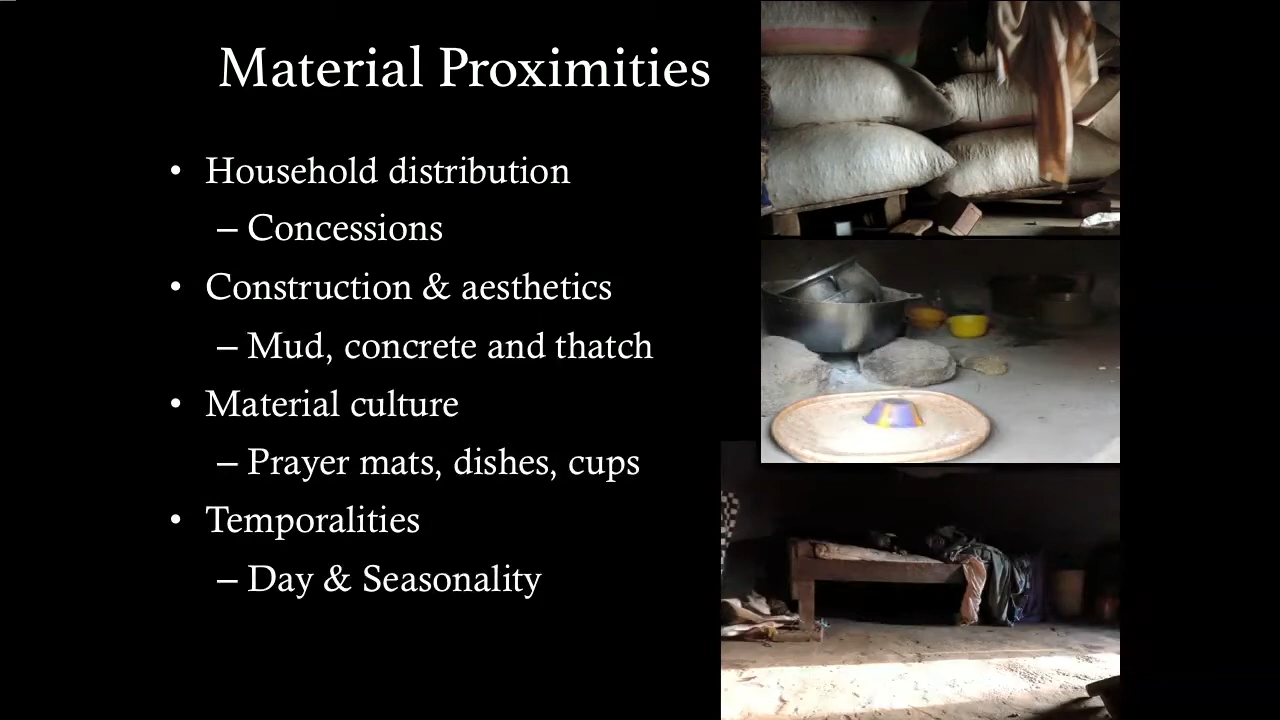 Material Proximities
• Household distribution
– Concessions
• Construction & aesthetics
– Mud, concrete and thatch
• Material culture
– Prayer mats, dishes, cups
• Temporalities
– Day & Seasonality